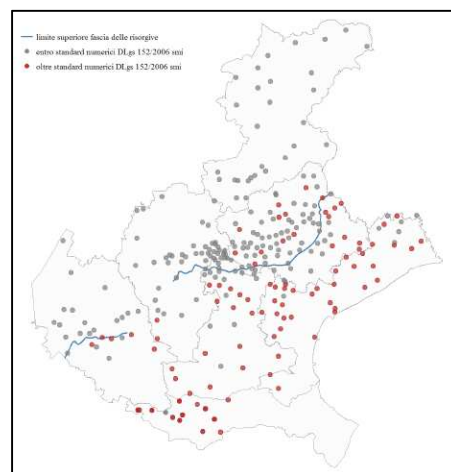 limite superiore fascia delle risorgive
entro standard numerici DLgs 152/2006 smi
oltre standard numerici DLgs 152/2006 smi